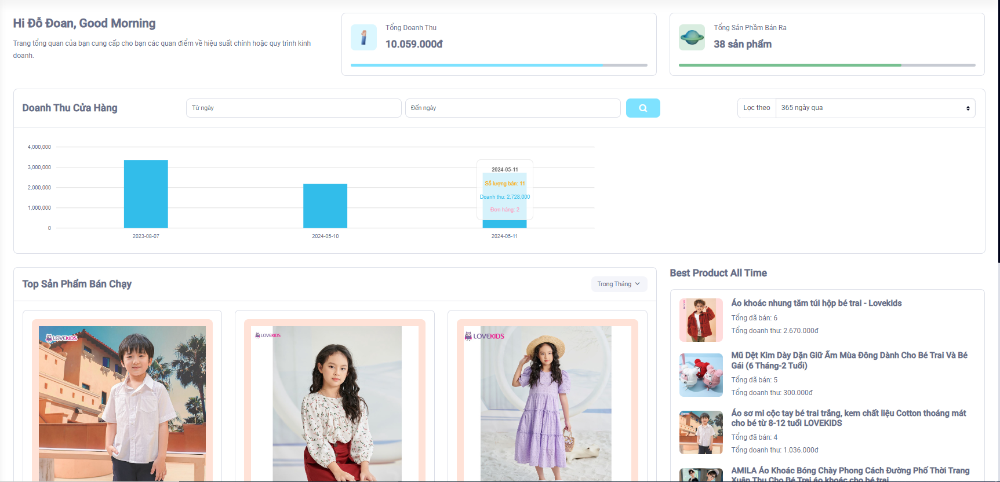 Hi Đỗ Đoan, Good Morning
Trang tổng quan của bạn cung cấp cho bạn các quan điểm về hiệu suất chính hoặc quy trình kinh
doanh.
Tổng Doanh Thu
10.059.000đ
Tổng Sản Phầm Bán Ra
38 sản phẩm
Doanh Thu Cửa Hàng
Từ ngày
Đến ngày
Lọc theo
365 ngày qua
4,000,000
3,000,000
2,000,000
1,000,000
0
2023-08-07
2024-05-10
2024-05-11
2024-05-11
Số lượng bán: 11
Doanh thu: 2,728,000
Đơn hàng: 2
Top Sản Phẩm Bán Chạy
Trong Tháng
LOVEKIDS
LOVEKIDS
LOVEKIDS
Best Product All Time
Áo khoác nhung tăm túi hộp bé trai - Lovekids
Tổng đã bán: 6
Tổng doanh thu: 2.670.000đ
Mũ Dệt Kim Dày Dặn Giữ Ấm Mùa Đông Dành Cho Bé Trai Và Bé
Gái (6 Tháng-2 Tuổi)
Tổng đã bán: 5
Tổng doanh thu: 300.000đ
Áo sơ mi cộc tay bé trai trắng, kem chất liệu Cotton thoáng mát
cho bé từ 8-12 tuổi LOVEKIDS
Tổng đã bán: 4
Tổng doanh thu: 1.036.000đ
AMILA Áo Khoác Bóng Chày Phong Cách Đường Phố Thời Trang
Xuân Thu Cho Bé Trai áo khoác cho bé trai